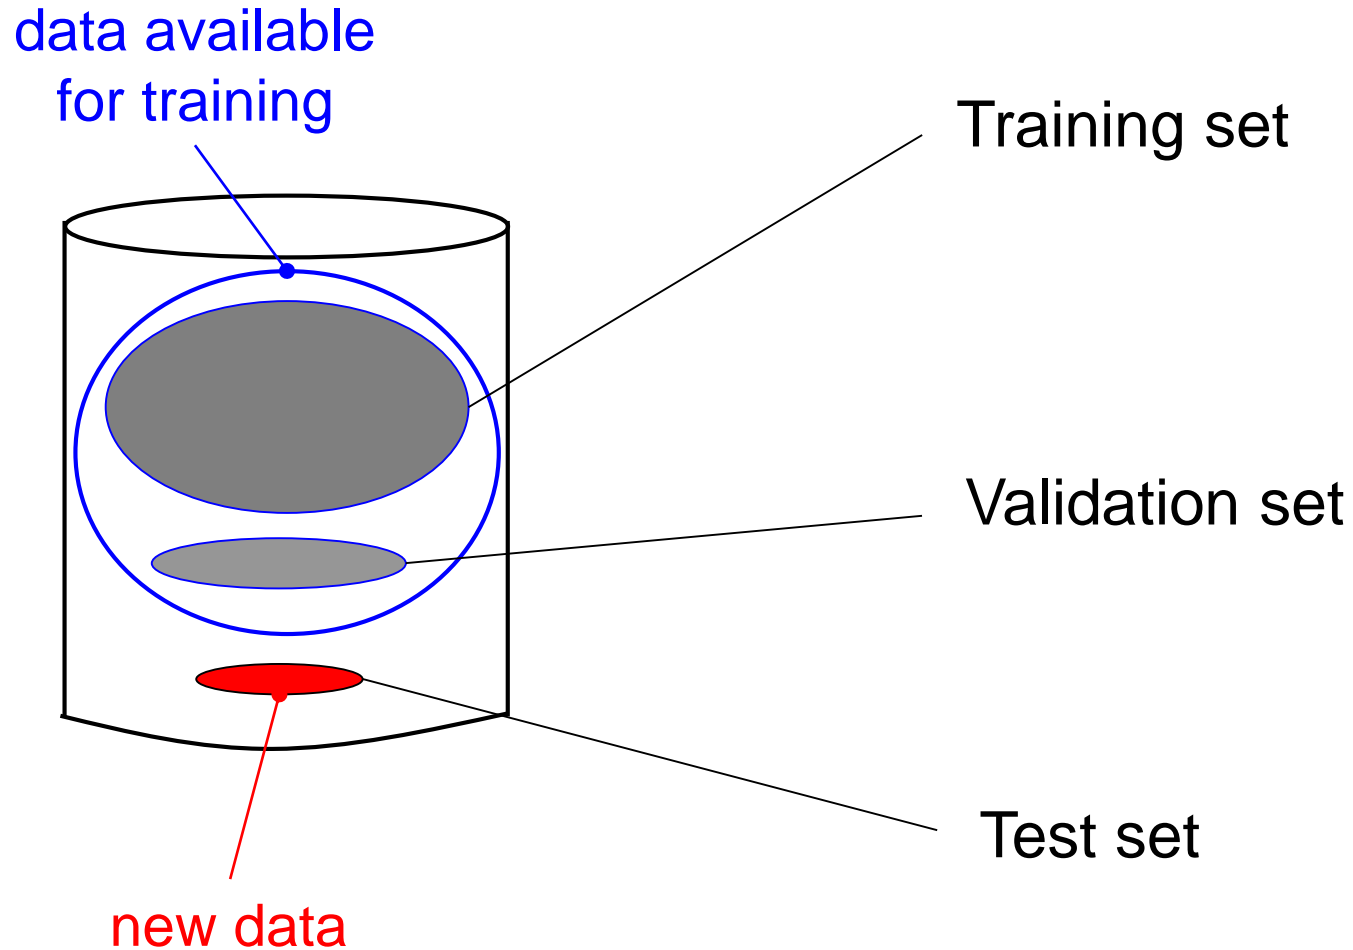 data available
for training
Training set
Validation set
Test set
new data